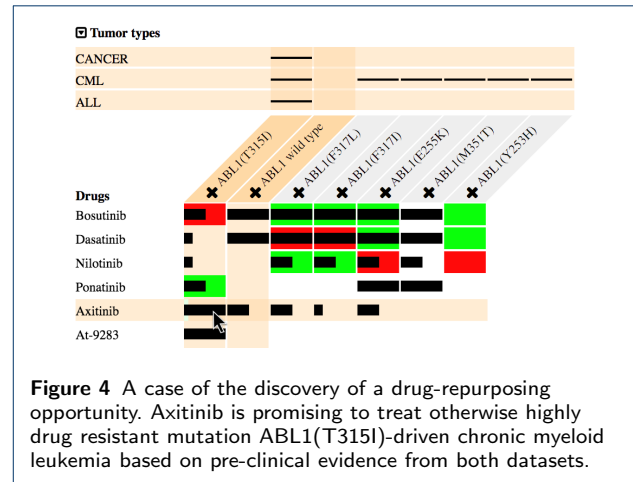 Tumor types
CANCER
CML
ALL
ABL1(T315I)
ABL1 wild type
ABL1(F317L)
ABL1(F317I)
ABL1(E255K)
ABL1(M351T)
ABL1(Y253H)
Drugs
Bosutinib
Dasatinib
Nilotinib
Ponatinib
Axitinib
At-9283
Figure 4 A case of the discovery of a drug-repurposing
opportunity. Axitinib is promising to treat otherwise highly
drug resistant mutation ABL1(T315I)-driven chronic myeloid
leukemia based on pre-clinical evidence from both datasets.